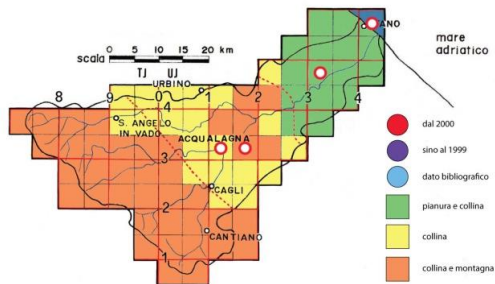 scala 0 5 10 15 20 km
TJ UJ
mare
adriatico
ANO
URBINO
8 9 0 1 2 3 4
S. ANGELO
IN VADO
ACQUALAGNA
3
CAGLI
2
CANTIANO
1
dal 2000
sino al 1999
dato bibliografico
pianura e collina
collina
collina e montagna